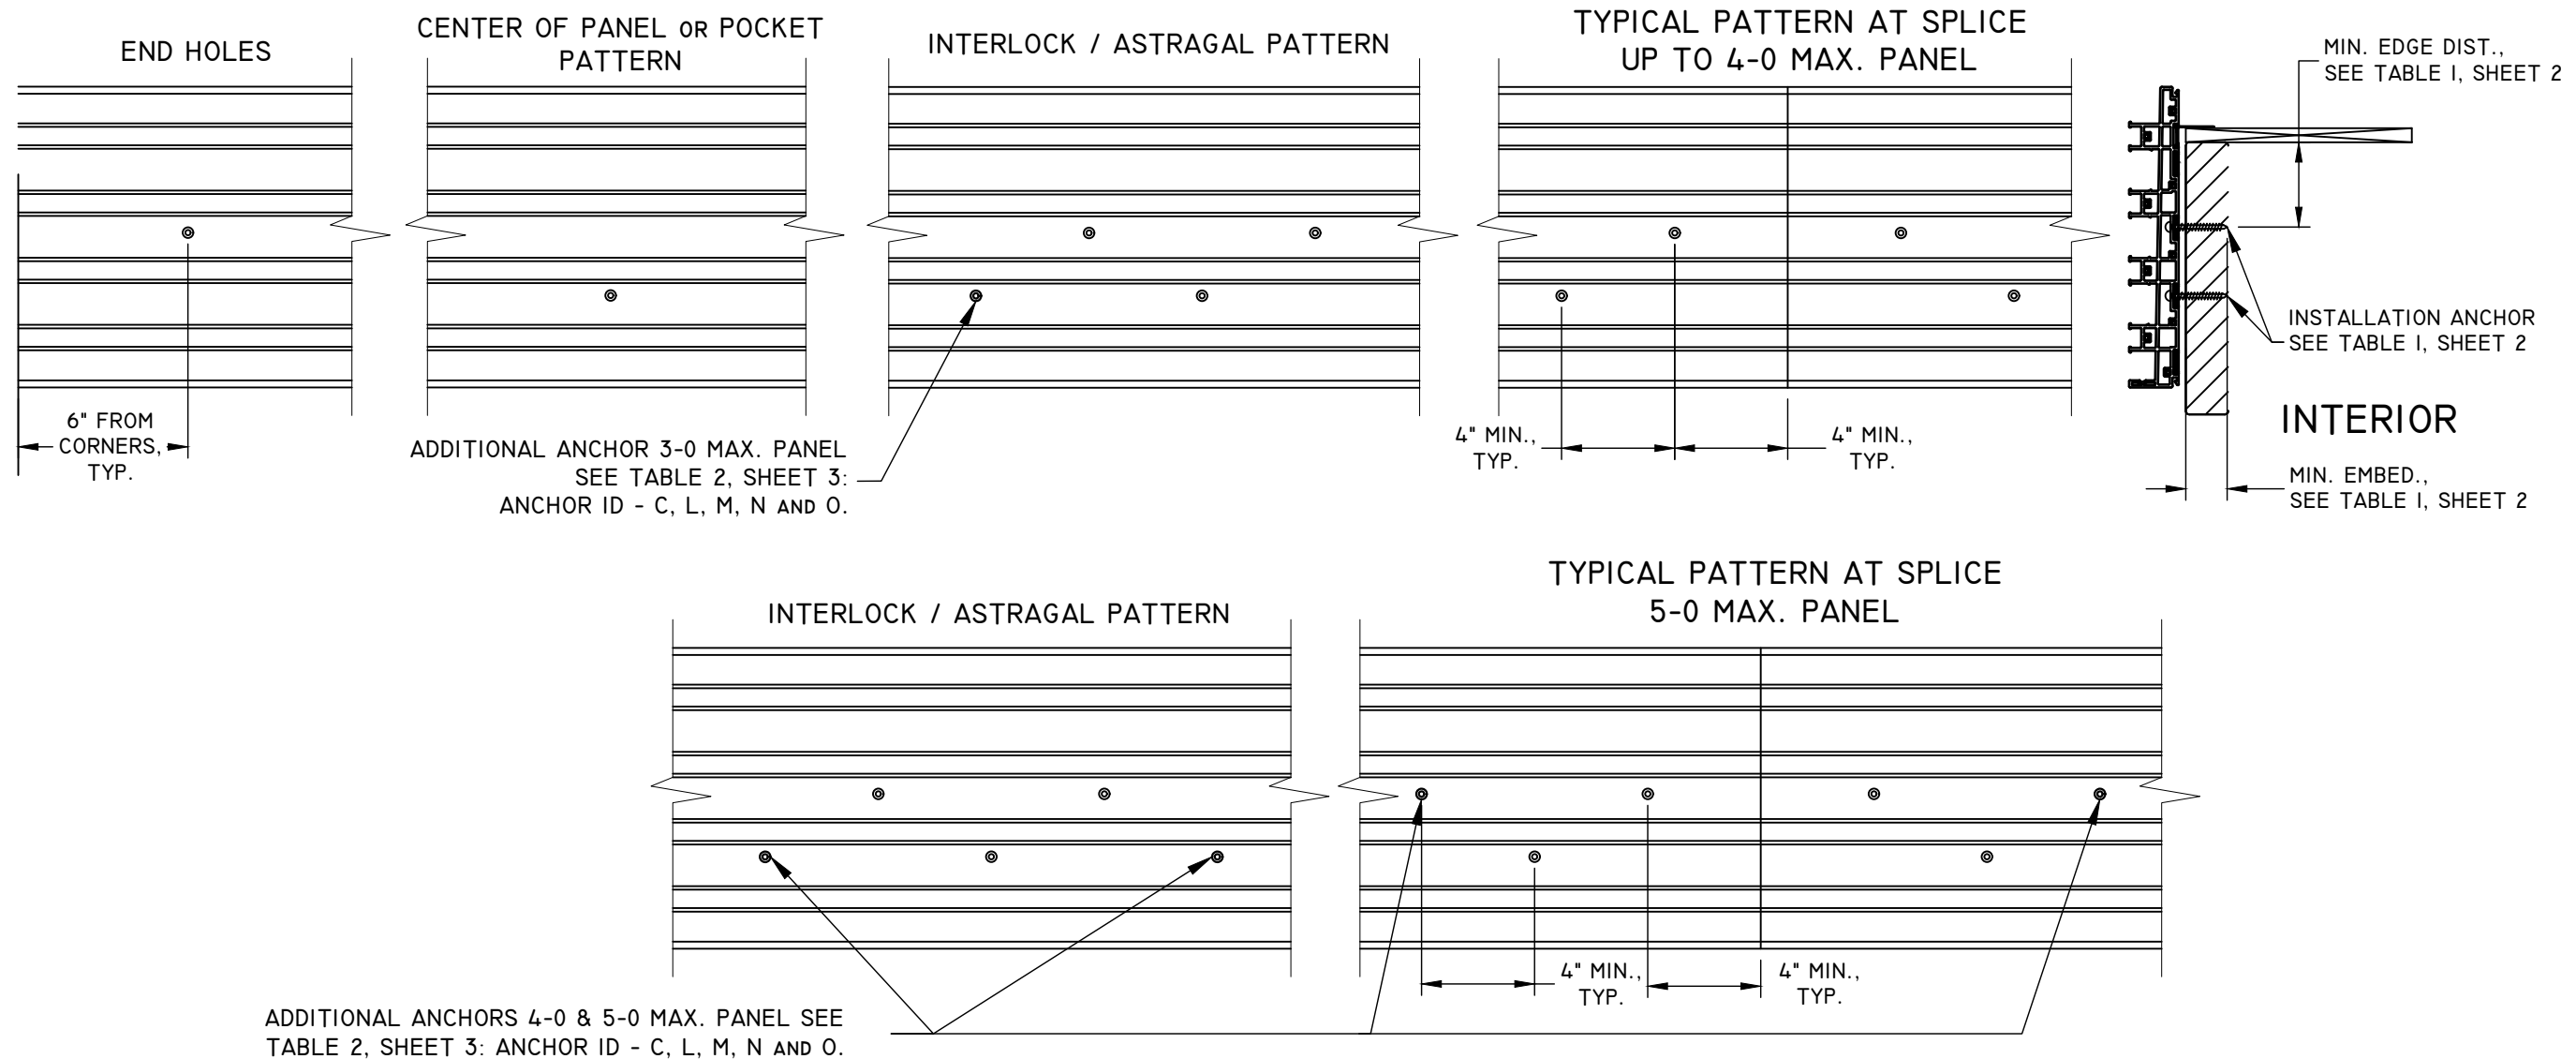 END HOLES
CENTER OF PANEL OR POCKET
PATTERN
INTERLOCK / ASTRAGAL PATTERN
TYPICAL PATTERN AT SPLICE
UP TO 4-0 MAX. PANEL
MIN. EDGE DIST.,
SEE TABLE 1, SHEET 2
INSTALLATION ANCHOR
SEE TABLE 1, SHEET 2
INTERIOR
MIN. EMBED.,
SEE TABLE 1, SHEET 2
6" FROM
CORNERS,
TYP.
ADDITIONAL ANCHOR 3-0 MAX. PANEL
SEE TABLE 2, SHEET 3:
ANCHOR ID - C, L, M, N AND O.
4" MIN.,
TYP.
4" MIN.,
TYP.
INTERLOCK / ASTRAGAL PATTERN
TYPICAL PATTERN AT SPLICE
5-0 MAX. PANEL
4" MIN.,
TYP.
4" MIN.,
TYP.
ADDITIONAL ANCHORS 4-0 & 5-0 MAX. PANEL SEE
TABLE 2, SHEET 3: ANCHOR ID - C, L, M, N AND O.